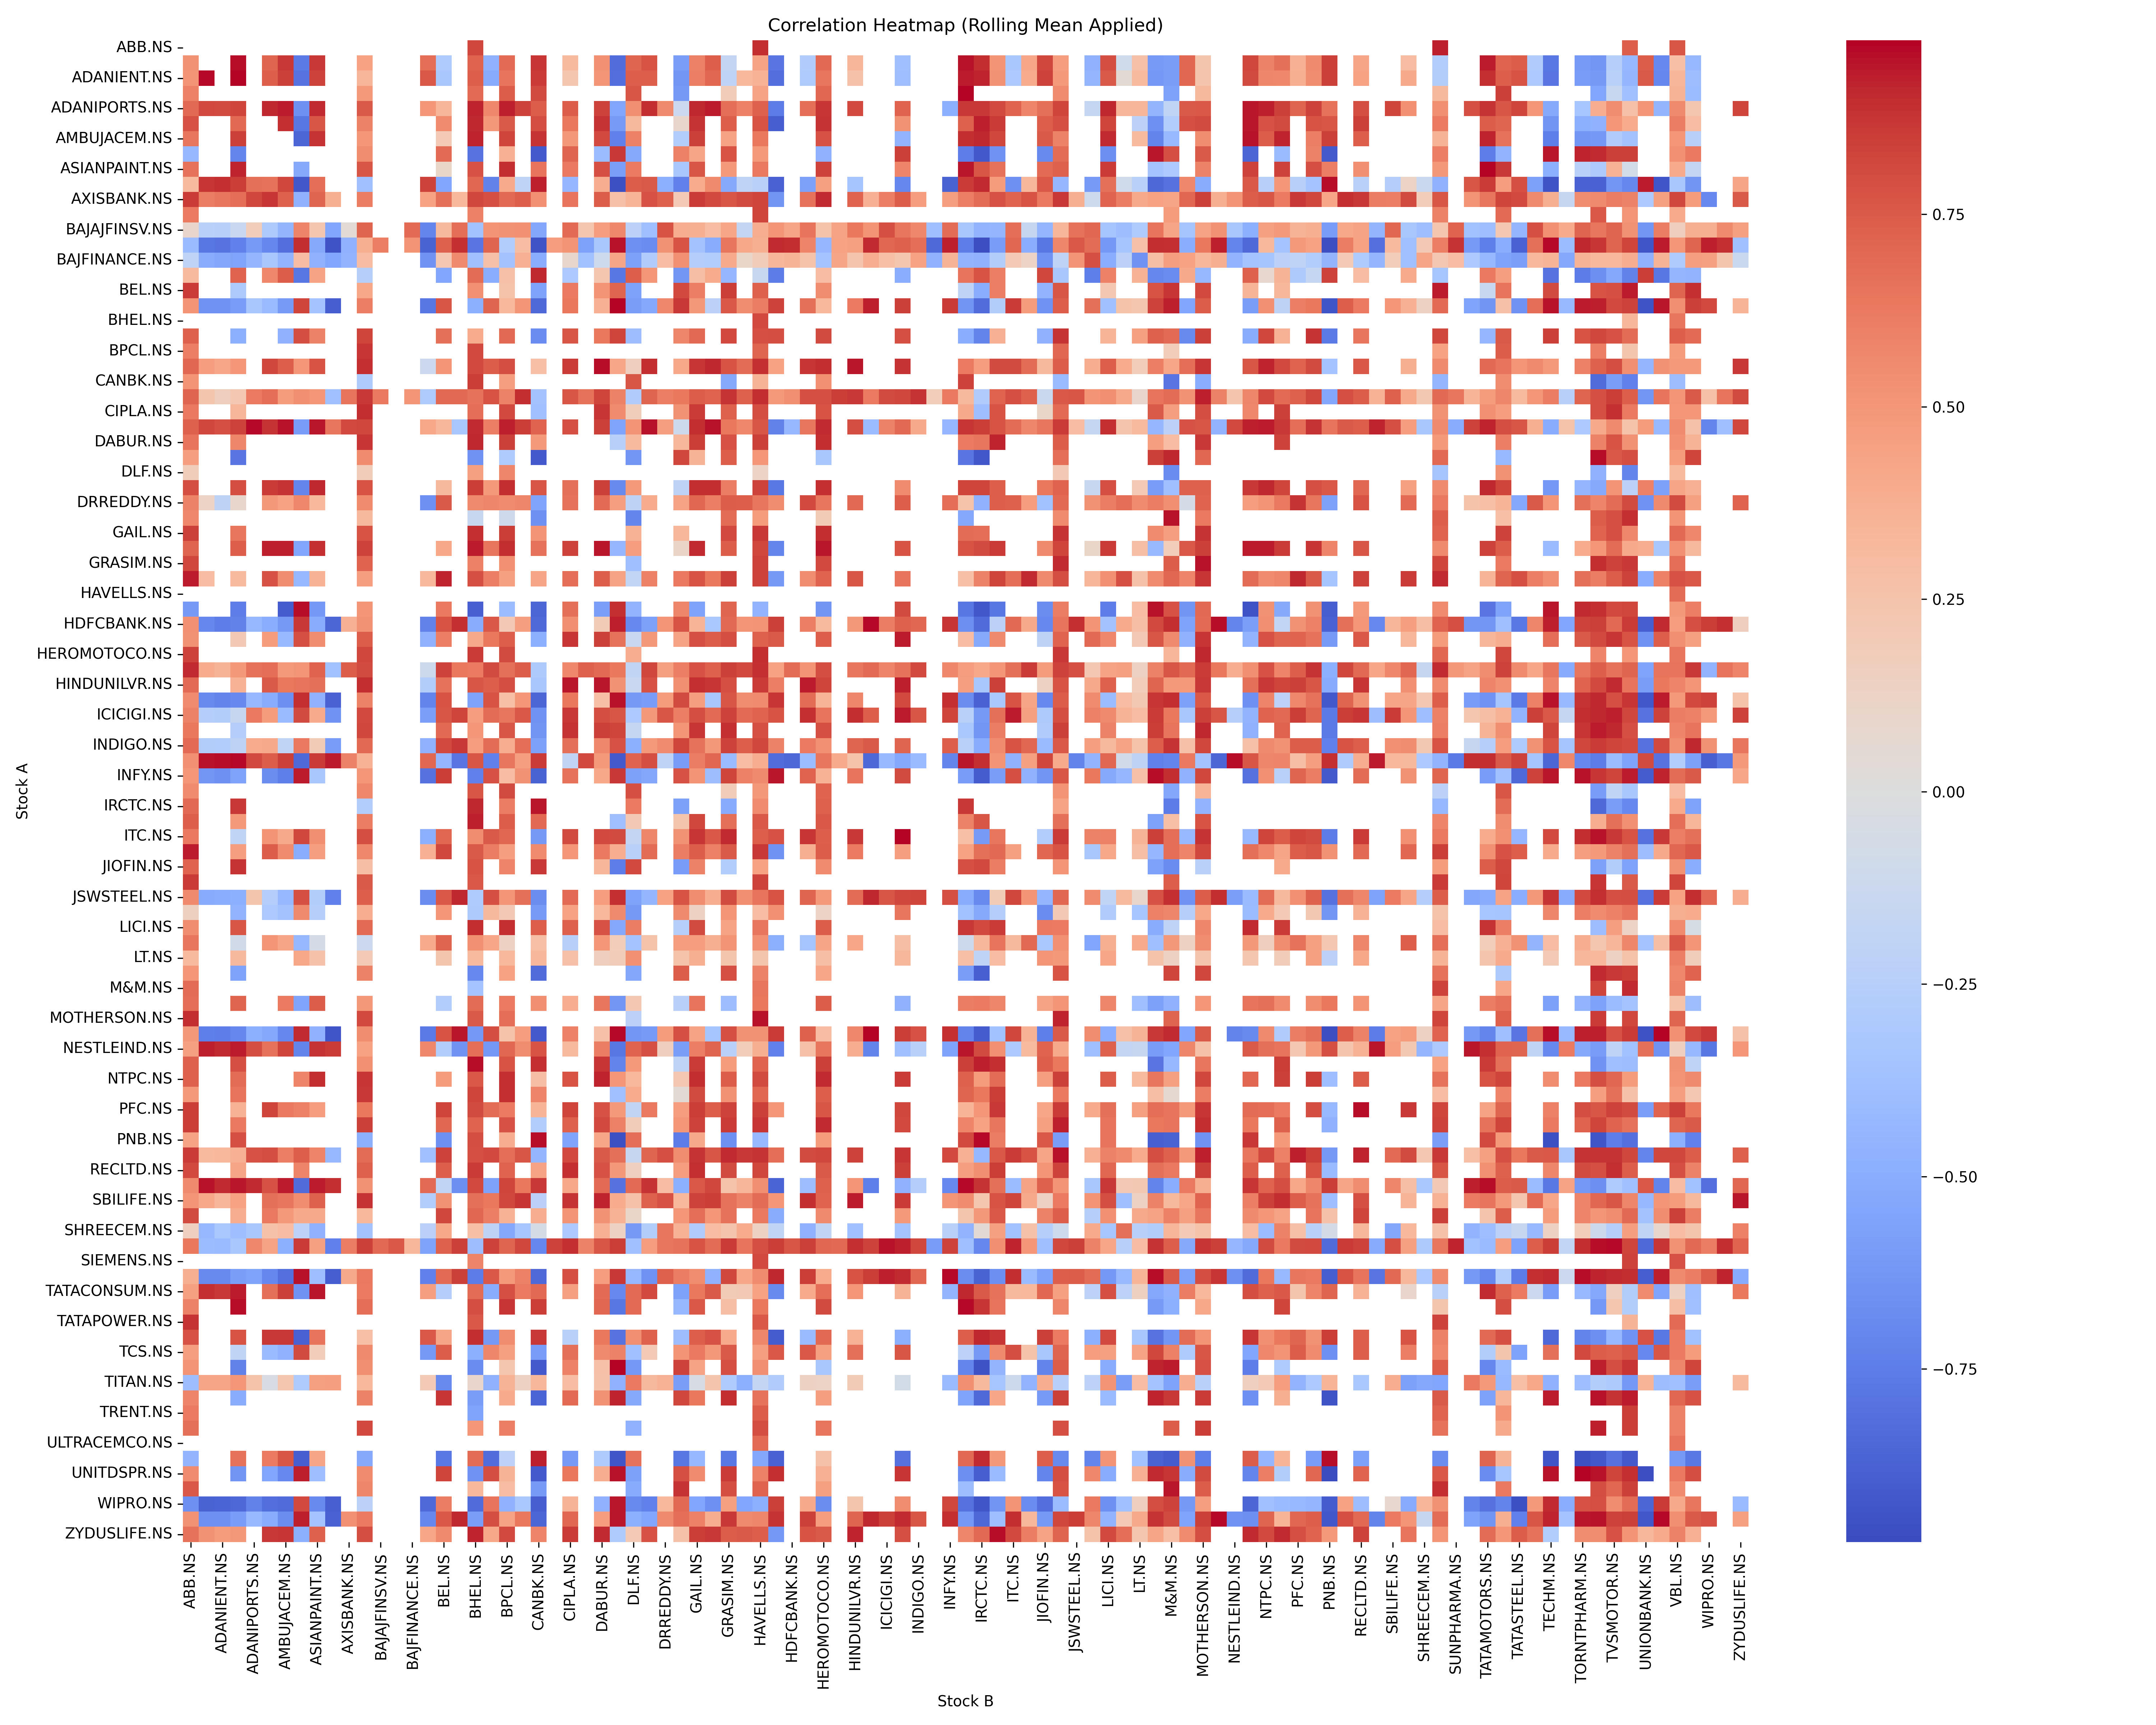 Correlation Heatmap (Rolling Mean Applied)
ABB.NS
ADANIENT.NS
ADANIPORTS.NS
AMBUJACEM.NS
ASIANPAINT.NS
AXISBANK.NS
BAJAJFINSV.NS
BAJFINANCE.NS
BEL.NS
BHEL.NS
BPCL.NS
CANBK.NS
CIPLA.NS
DABUR.NS
DLF.NS
DRREDDY.NS
GAIL.NS
GRASIM.NS
HAVELLS.NS
HDFCBANK.NS
HEROMOTOCO.NS
HINDUNILVR.NS
ICICIGI.NS
INDIGO.NS
INFY.NS
IRCTC.NS
ITC.NS
JIOFIN.NS
JSWSTEEL.NS
LICI.NS
LT.NS
M&M.NS
MOTHERSON.NS
NESTLEIND.NS
NTPC.NS
PFC.NS
PNB.NS
RECLTD.NS
SBILIFE.NS
SHREECEM.NS
SIEMENS.NS
TATACONSUM.NS
TATAPOWER.NS
TCS.NS
TITAN.NS
TRENT.NS
ULTRACEMCO.NS
UNITDSPR.NS
WIPRO.NS
ZYDUSLIFE.NS
Stock A
ABB.NS
ADANIENT.NS
ADANIPORTS.NS
AMBUJACEM.NS
ASIANPAINT.NS
AXISBANK.NS
BAJAJFINSV.NS
BAJFINANCE.NS
BEL.NS
BHEL.NS
BPCL.NS
CANBK.NS
CIPLA.NS
DABUR.NS
DLF.NS
DRREDDY.NS
GAIL.NS
GRASIM.NS
HAVELLS.NS
HDFCBANK.NS
HEROMOTOCO.NS
HINDUNILVR.NS
ICICIGI.NS
INDIGO.NS
INFY.NS
IRCTC.NS
ITC.NS
JIOFIN.NS
JSWSTEEL.NS
LICI.NS
LT.NS
M&M.NS
MOTHERSON.NS
NESTLEIND.NS
NTPC.NS
PFC.NS
PNB.NS
RECLTD.NS
SBILIFE.NS
SHREECEM.NS
SUNPHARMA.NS
TATAMOTORS.NS
TATASTEEL.NS
TECHM.NS
TORNTPHARM.NS
TVSMOTOR.NS
UNIONBANK.NS
VBL.NS
WIPRO.NS
ZYDUSLIFE.NS
Stock B
0.75
0.50
0.25
0.00
−0.25
−0.50
−0.75